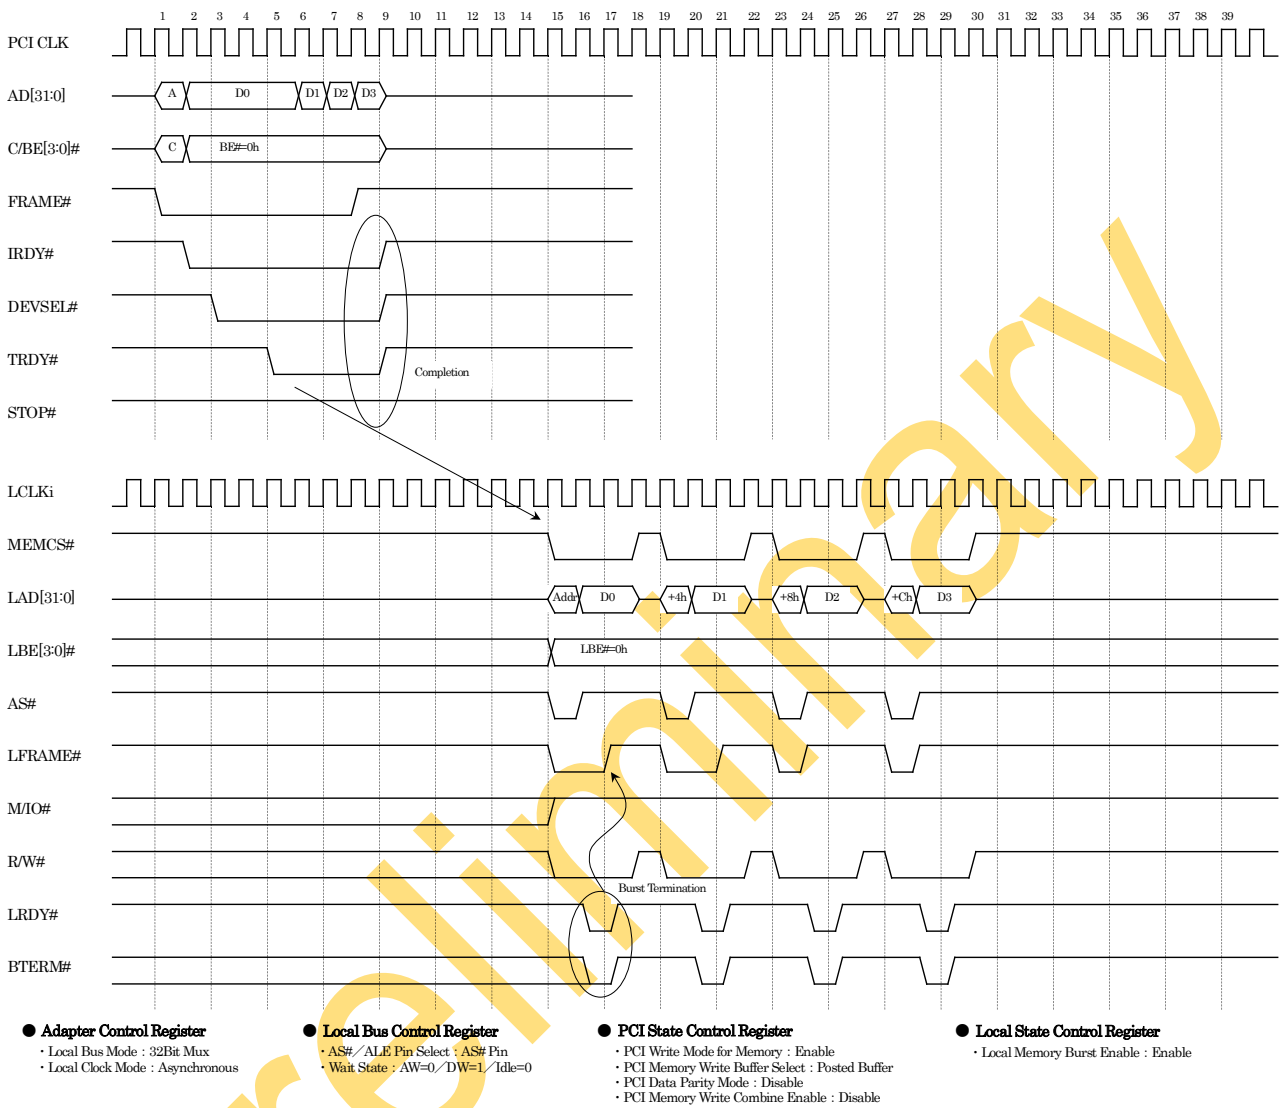 1 2 3 4 5 6 7 8 9 10 11 12 13 14 15 16 17 18 19 20 21 22 23 24 25 26 27 28 29 30 31 32 33 34 35 36 37 38 39
PCI CLK
AD[31:0] A D0 D1 D2 D3
C/BE[3:0]# C BE#=0h
FRAME#
IRDY#
DEVSEL#
TRDY#
Completion
STOP#
LCLKi
MEMCS#
LAD[31:0] Addr D0 +4h D1 +8h D2 +Ch D3
LBE[3:0]# LBE#=0h
AS#
LFRAME#
M/IO#
R/W#
Burst Termination
LRDY#
BTERM#
● Adapter Control Register
・Local Bus Mode : 32Bit Mux
・Local Clock Mode : Asynchronous
● Local Bus Control Register
・AS#／ALE Pin Select : AS# Pin
・Wait State : AW=0／DW=1／Idle=0
● PCI State Control Register
・PCI Write Mode for Memory : Enable
・PCI Memory Write Buffer Select : Posted Buffer
・PCI Data Parity Mode : Disable
・PCI Memory Write Combine Enable : Disable
● Local State Control Register
・Local Memory Burst Enable : Enable
reliminary